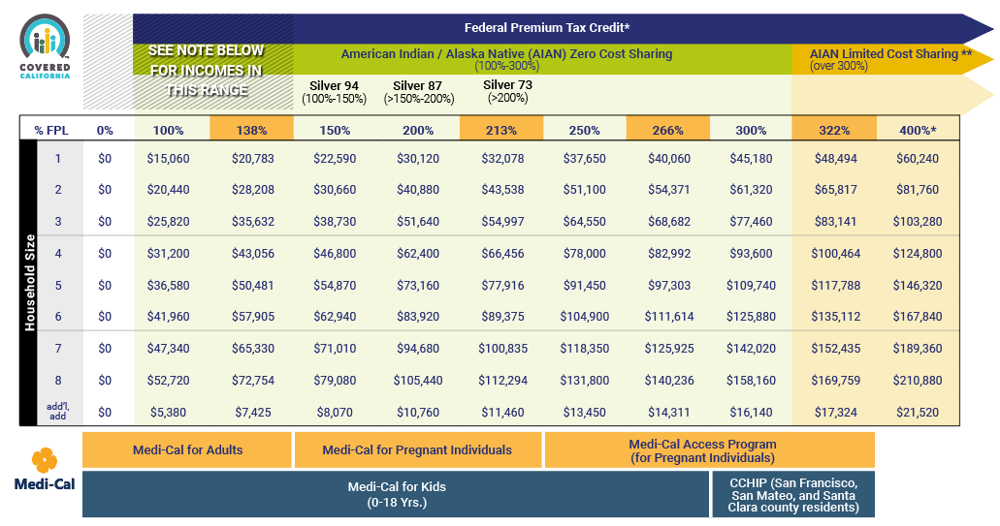 COVERED
CALIFORNIA
™
Federal Premium Tax Credit*
SEE NOTE BELOW
FOR INCOMES IN
THIS RANGE
American Indian / Alaska Native (AIAN) Zero Cost Sharing
(100%-300%)
AIAN Limited Cost Sharing **
(over 300%)
Silver 94
(100%-150%)
Silver 87
(>150%-200%)
Silver 73
(>200%)
% FPL 0% 100% 138% 150% 200% 213% 250% 266% 300% 322% 400%*
Household Size
1 $0 $15,060 $20,783 $22,590 $30,120 $32,078 $37,650 $40,060 $45,180 $48,494 $60,240
2 $0 $20,440 $28,208 $30,660 $40,880 $43,538 $51,100 $54,371 $61,320 $65,817 $81,760
3 $0 $25,820 $35,632 $38,730 $51,640 $54,997 $64,550 $68,682 $77,460 $83,141 $103,280
4 $0 $31,200 $43,056 $46,800 $62,400 $66,456 $78,000 $82,992 $93,600 $100,464 $124,800
5 $0 $36,580 $50,481 $54,870 $73,160 $77,916 $91,450 $97,303 $109,740 $117,788 $146,320
6 $0 $41,960 $57,905 $62,940 $83,920 $89,375 $104,900 $111,614 $125,880 $135,112 $167,840
7 $0 $47,340 $65,330 $71,010 $94,680 $100,835 $118,350 $125,925 $142,020 $152,435 $189,360
8 $0 $52,720 $72,754 $79,080 $105,440 $112,294 $131,800 $140,236 $158,160 $169,759 $210,880
add'l,
add $0 $5,380 $7,425 $8,070 $10,760 $11,460 $13,450 $14,311 $16,140 $17,324 $21,520
Medi-Cal
Medi-Cal for Adults
Medi-Cal for Pregnant Individuals
Medi-Cal Access Program
(for Pregnant Individuals)
Medi-Cal for Kids
(0-18 Yrs.)
CCHIP (San Francisco,
San Mateo, and Santa
Clara county residents)